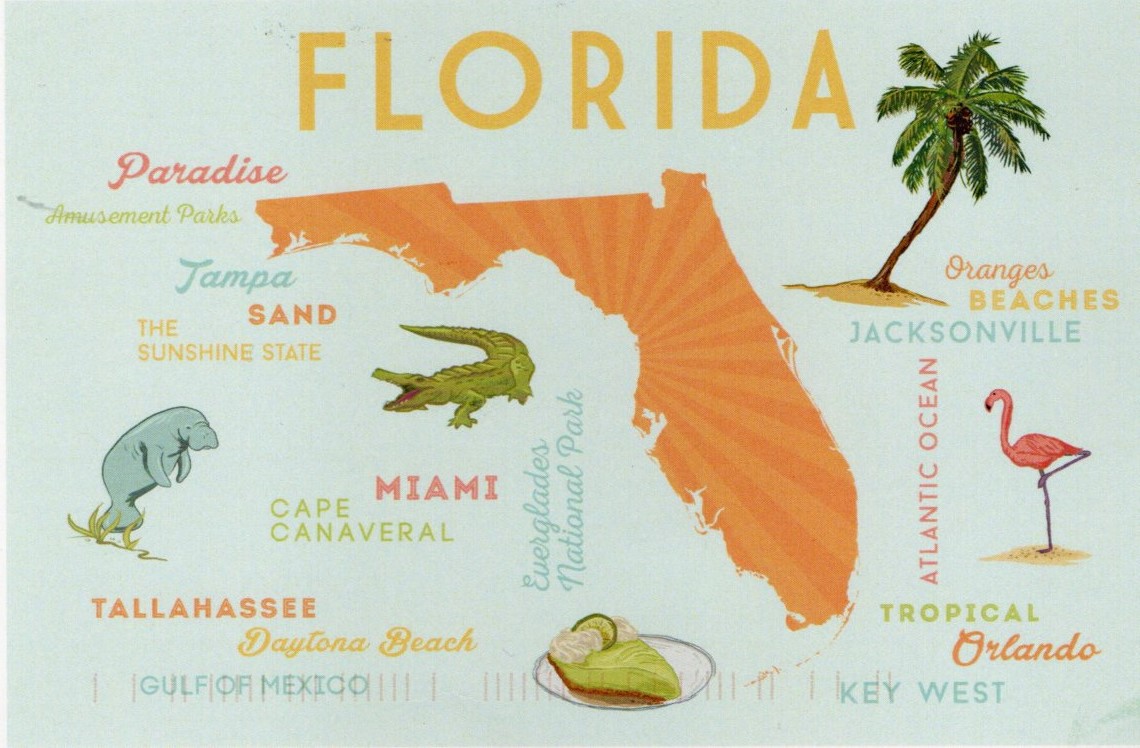 FLORIDA
Paradise
Amusement Parks
Tampa
SAND
THE
SUNSHINE STATE
Oranges
BEACHES
JACKSONVILLE
ATLANTIC OCEAN
Everglades
National Park
MIAMI
CAPE
CANAVERAL
TALLAHASSEE
Daytona Beach
GULF OF MEXICO
TROPICAL
Orlando
KEY WEST